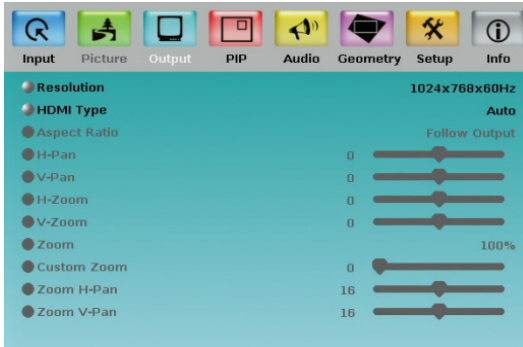 Input Picture Output PIP Audio Geometry Setup Info
Resolution 1024x768x60Hz
HDMI Type Auto
Aspect Ratio Follow Output
H-Pan 0
V-Pan 0
H-Zoom 0
V-Zoom 0
Zoom 100%
Custom Zoom 0
Zoom H-Pan 16
Zoom V-Pan 16